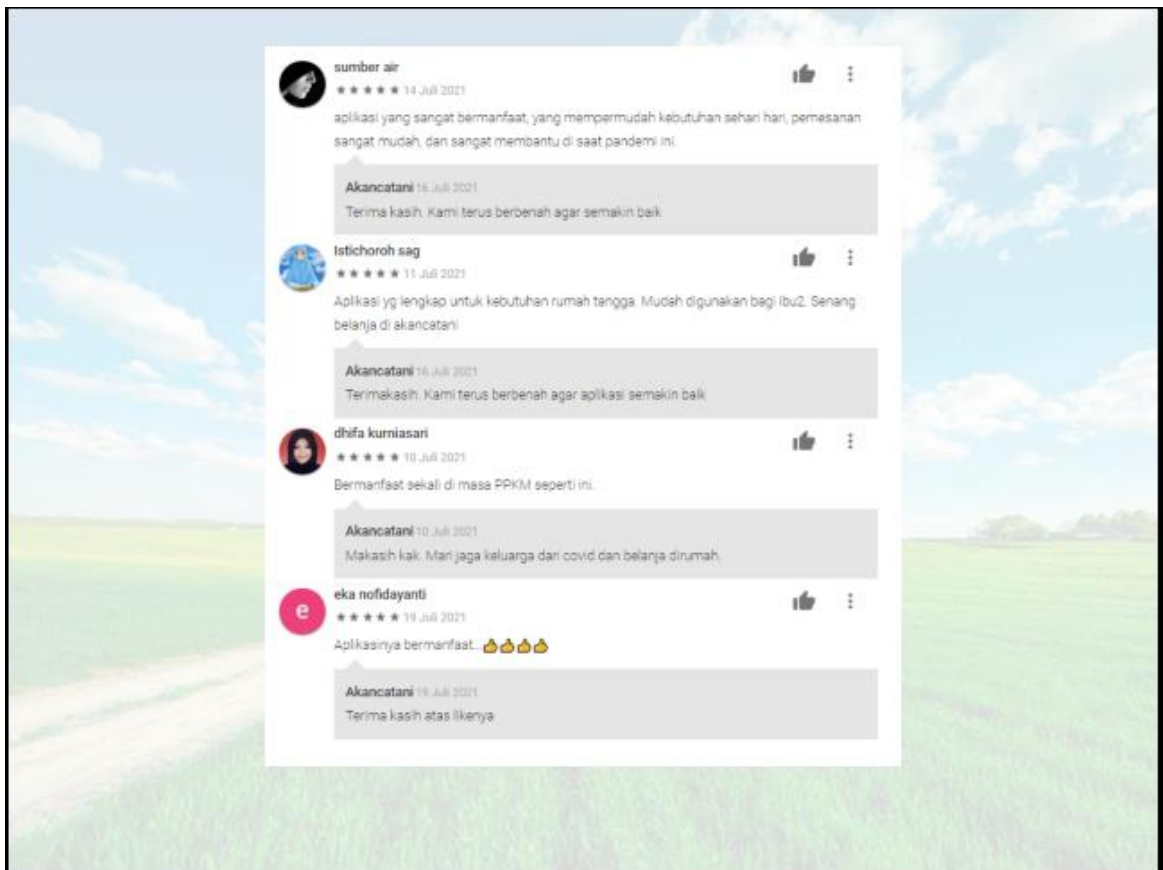 sumber air
★★★★★ 14 Juli 2021
aplikasi yang sangat bermanfaat, yang mempermudah kebutuhan sehari hari, pemesanan
sangat mudah, dan sangat membantu di saat pandemi ini.
Akancatani 16 Juli 2021
Terima kasih. Kami terus berbenah agar semakin baik
Istichoroh sag
★★★★★ 11 Juli 2021
Aplikasi yg lengkap untuk kebutuhan rumah tangga. Mudah digunakan bagi ibu2. Senang
belanja di akancatani
Akancatani 16 Juli 2021
Terimakasih. Kami terus berbenah agar aplikasi semakin baik
dhifa kurniasari
★★★★★ 10 Juli 2021
Bermanfaat sekali di masa PPKM seperti ini.
Akancatani 10 Juli 2021
Makasih kak. Mari jaga keluarga dari covid dan belanja dirumah.
e
eka nofidayanti
★★★★★ 19 Juli 2021
Aplikasinya bermanfaat...👍👍👍👍
Akancatani 19 Juli 2021
Terima kasih atas likenya